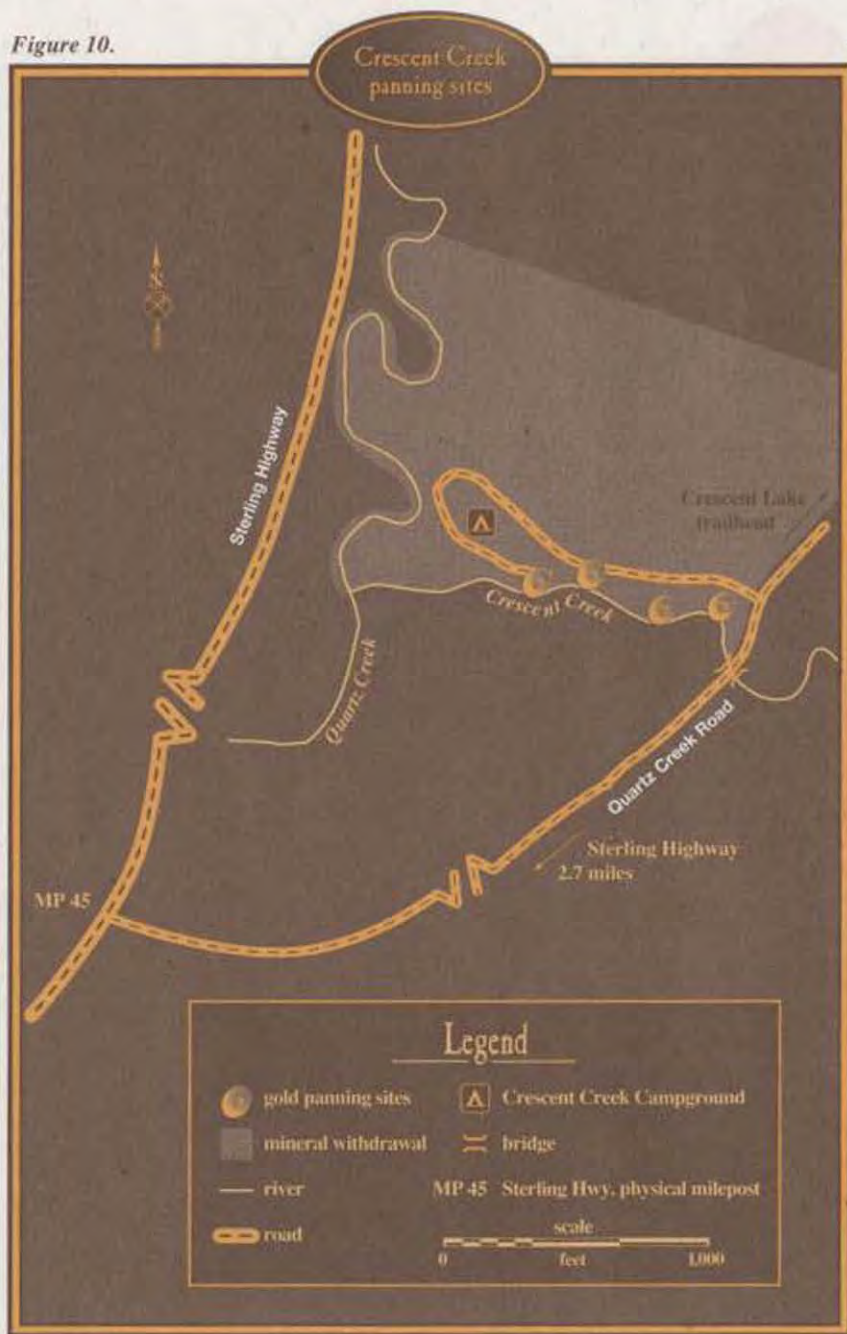 Figure 10.
Crescent Creek
panning sites
N
Sterling Highway
Crescent Lake
trailhead
Crescent Creek
Quartz Creek
Quartz Creek Road
Sterling Highway
2.7 miles
MP 45
Legend
gold panning sites
Crescent Creek Campground
mineral withdrawal
bridge
river
MP 45 Sterling Hwy. physical milepost
road
scale
0 feet 1,000